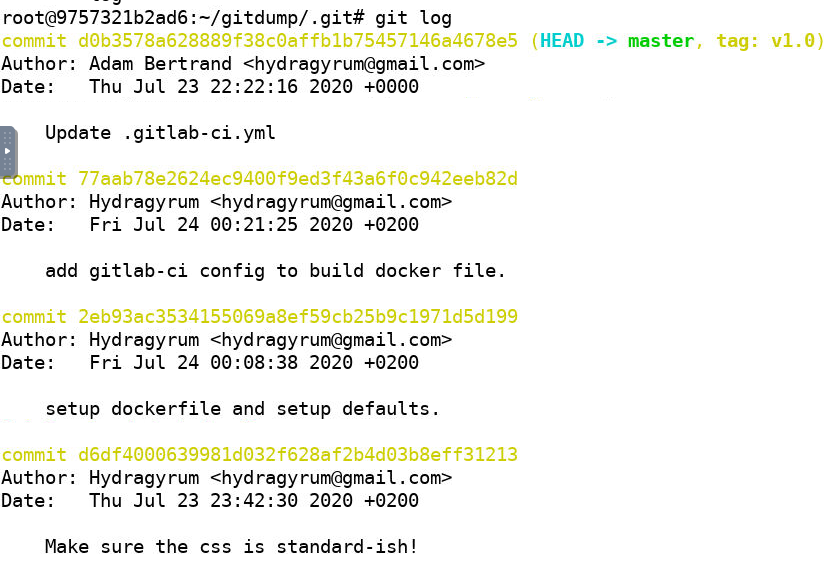 root@9757321b2ad6:~/gitdump/.git# git log
commit d0b3578a628889f38c0affb1b75457146a4678e5 (HEAD -> master, tag: v1.0)
Author: Adam Bertrand <hydragyrum@gmail.com>
Date:   Thu Jul 23 22:22:16 2020 +0000
    Update .gitlab-ci.yml
commit 77aab78e2624ec9400f9ed3f43a6f0c942eeb82d
Author: Hydragyrum <hydragyrum@gmail.com>
Date:   Fri Jul 24 00:21:25 2020 +0200
    add gitlab-ci config to build docker file.
commit 2eb93ac3534155069a8ef59cb25b9c1971d5d199
Author: Hydragyrum <hydragyrum@gmail.com>
Date:   Fri Jul 24 00:08:38 2020 +0200
    setup dockerfile and setup defaults.
commit d6df4000639981d032f628af2b4d03b8eff31213
Author: Hydragyrum <hydragyrum@gmail.com>
Date:   Thu Jul 23 23:42:30 2020 +0200
    Make sure the css is standard-ish!